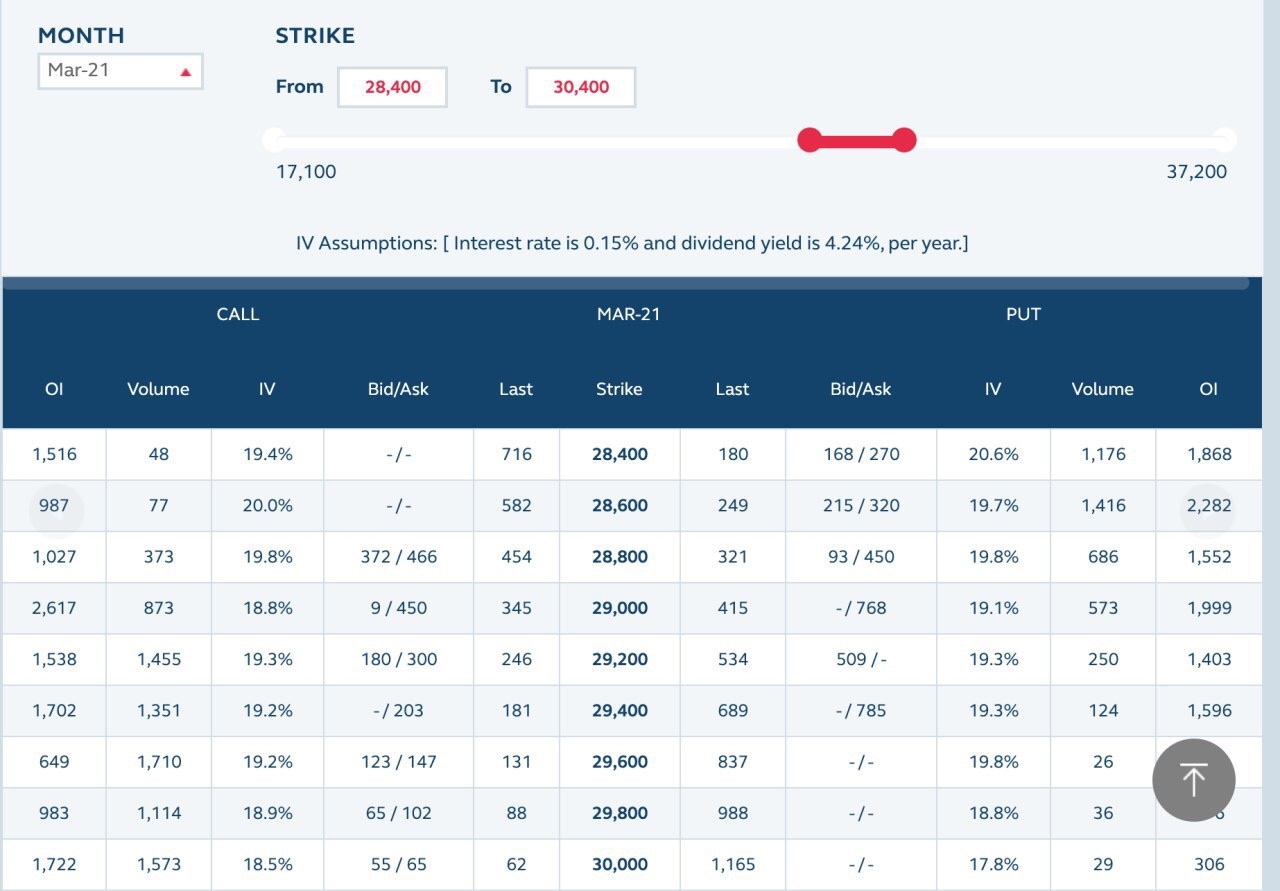 MONTH STRIKE
Mar-21 From 28,400 To 30,400
17,100 37,200
IV Assumptions: [ Interest rate is 0.15% and dividend yield is 4.24%, per year.]
CALL MAR-21 PUT
OI Volume IV Bid/Ask Last Strike Last Bid/Ask IV Volume OI
1,516 48 19.4% -/- 716 28,400 180 168 / 270 20.6% 1,176 1,868
987 77 20.0% -/- 582 28,600 249 215 / 320 19.7% 1,416 2,282
1,027 373 19.8% 372 / 466 454 28,800 321 93 / 450 19.8% 686 1,552
2,617 873 18.8% 9 / 450 345 29,000 415 - / 768 19.1% 573 1,999
1,538 1,455 19.3% 180 / 300 246 29,200 534 509 / - 19.3% 250 1,403
1,702 1,351 19.2% - / 203 181 29,400 689 - / 785 19.3% 124 1,596
649 1,710 19.2% 123 / 147 131 29,600 837 -/- 19.8% 26
983 1,114 18.9% 65 / 102 88 29,800 988 -/- 18.8% 36
1,722 1,573 18.5% 55 / 65 62 30,000 1,165 -/- 17.8% 29 306